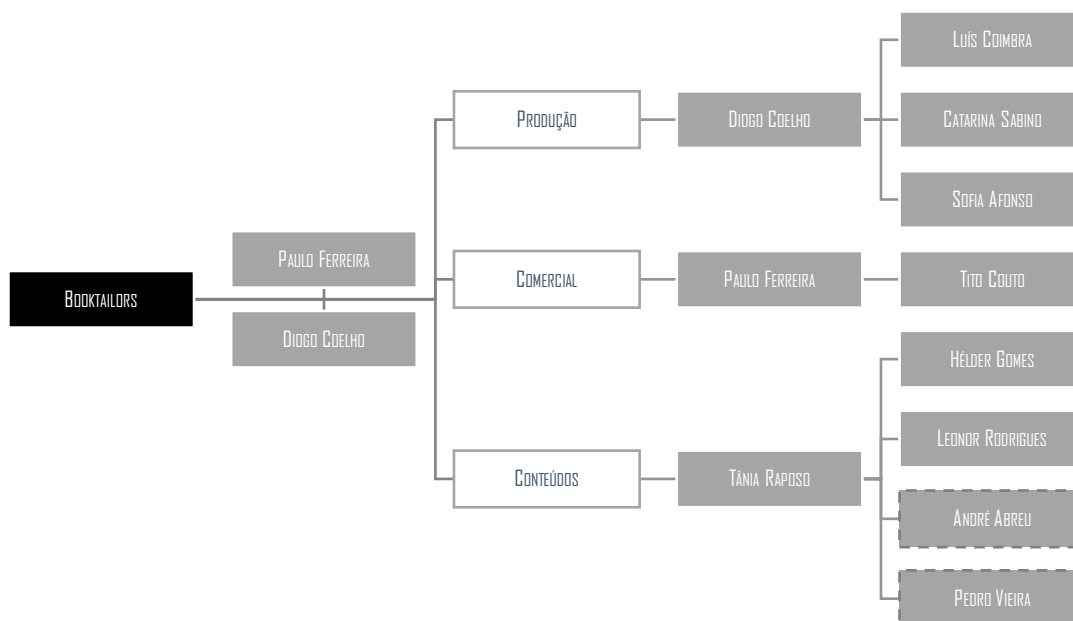 Booktailors
Paulo Ferreira
Diogo Coelho
Produção
Diogo Coelho
Luís Coimbra
Catarina Sabino
Sofia Afonso
Comercial
Paulo Ferreira
Tito Couto
Conteúdos
Tânia Raposo
Hélder Gomes
Leonor Rodrigues
André Abreu
Pedro Vieira